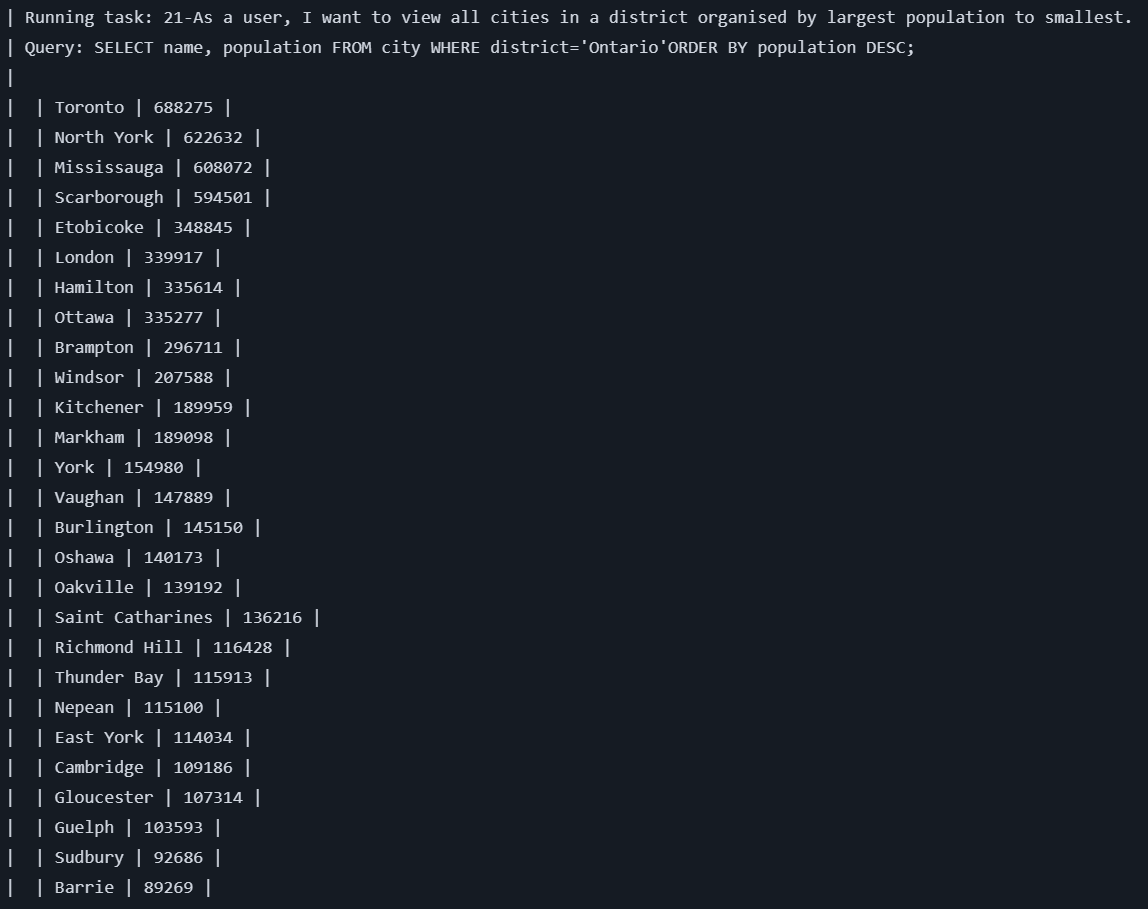 | Running task: 21-As a user, I want to view all cities in a district organised by largest population to smallest.
| Query: SELECT name, population FROM city WHERE district='Ontario'ORDER BY population DESC;
|
|  | Toronto | 688275 |
|  | North York | 622632 |
|  | Mississauga | 608072 |
|  | Scarborough | 594501 |
|  | Etobicoke | 348845 |
|  | London | 339917 |
|  | Hamilton | 335614 |
|  | Ottawa | 335277 |
|  | Brampton | 296711 |
|  | Windsor | 207588 |
|  | Kitchener | 189959 |
|  | Markham | 189098 |
|  | York | 154980 |
|  | Vaughan | 147889 |
|  | Burlington | 145150 |
|  | Oshawa | 140173 |
|  | Oakville | 139192 |
|  | Saint Catharines | 136216 |
|  | Richmond Hill | 116428 |
|  | Thunder Bay | 115913 |
|  | Nepean | 115100 |
|  | East York | 114034 |
|  | Cambridge | 109186 |
|  | Gloucester | 107314 |
|  | Guelph | 103593 |
|  | Sudbury | 92686 |
|  | Barrie | 89269 |